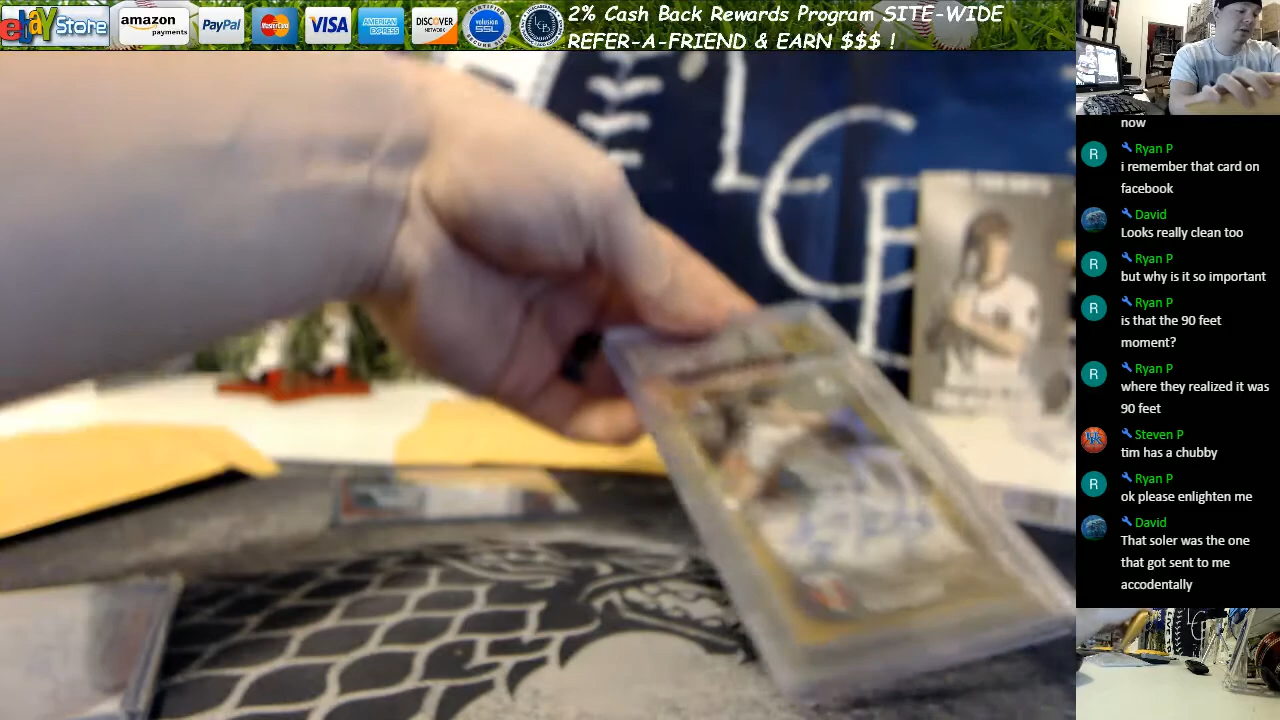 ebay Store
amazon payments
PayPal
MasterCard
VISA
AMERICAN EXPRESS
DISCOVER NETWORK
SSL
2% Cash Back Rewards Program SITE-WIDE
REFER-A-FRIEND & EARN $$$ !
LCB
now
R Ryan P
i remember that card on
facebook
David
Looks really clean too
R Ryan P
but why is it so important
R Ryan P
is that the 90 feet
moment?
R Ryan P
where they realized it was
90 feet
Steven P
tim has a chubby
R Ryan P
ok please enlighten me
David
That soler was the one
that got sent to me
accodentally